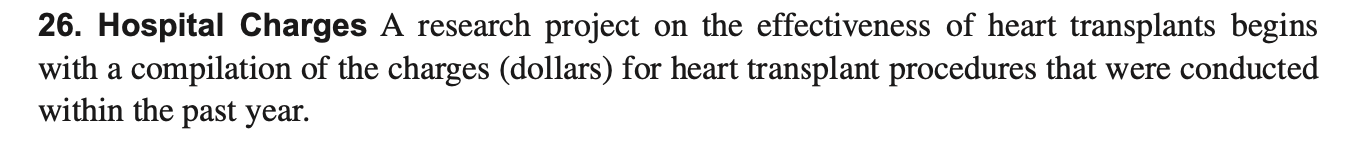 26. Hospital Charges A research project on the effectiveness of heart transplants begins
with a compilation of the charges (dollars) for heart transplant procedures that were conducted
within the past year.